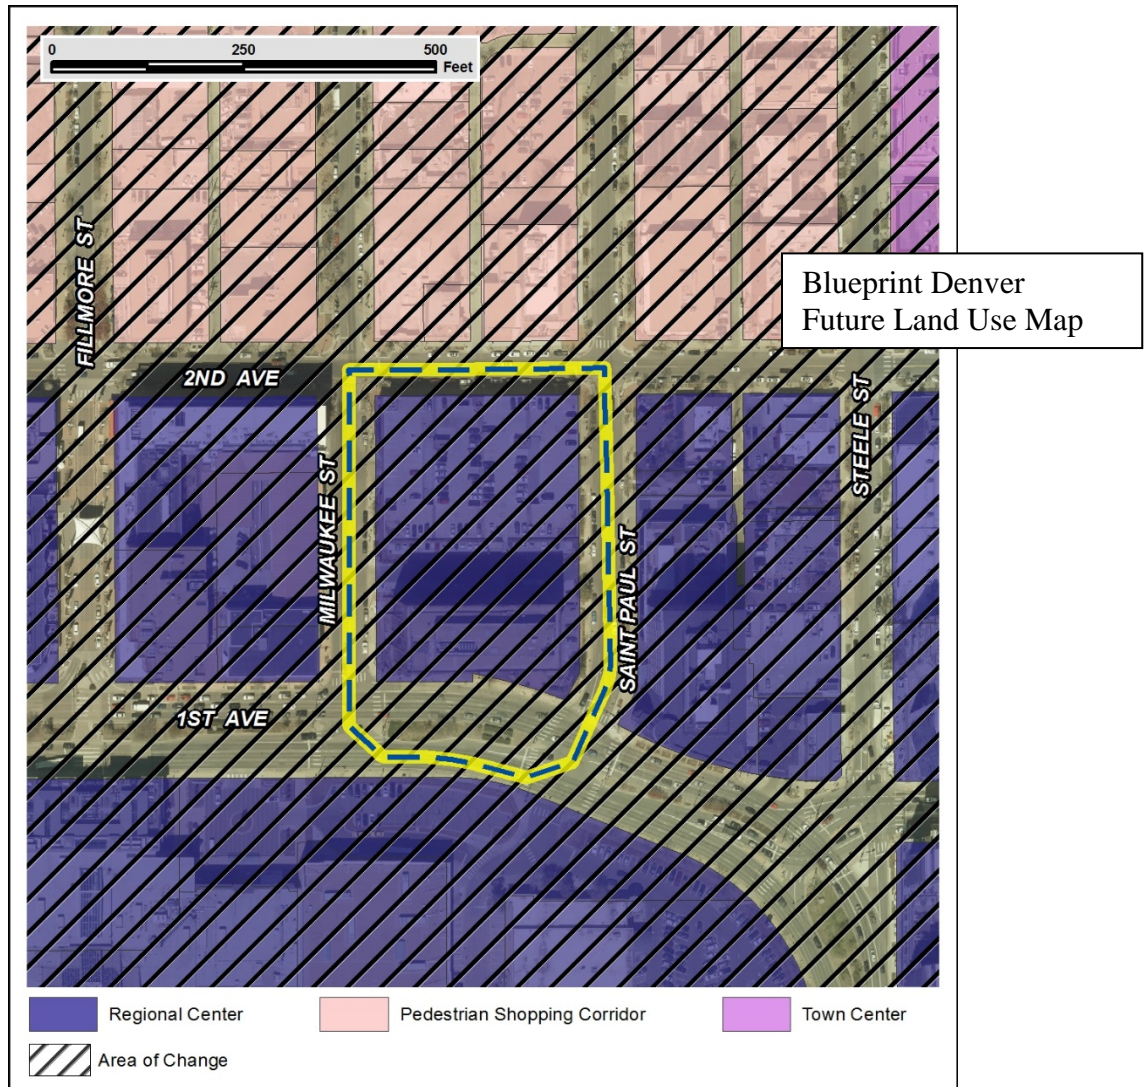 0 250 500
Feet
FILLMORE ST
Blueprint Denver
Future Land Use Map
2ND AVE
MILWAUKEE ST
STEELE ST
SAINT PAUL ST
1ST AVE
Regional Center
Pedestrian Shopping Corridor
Town Center
Area of Change